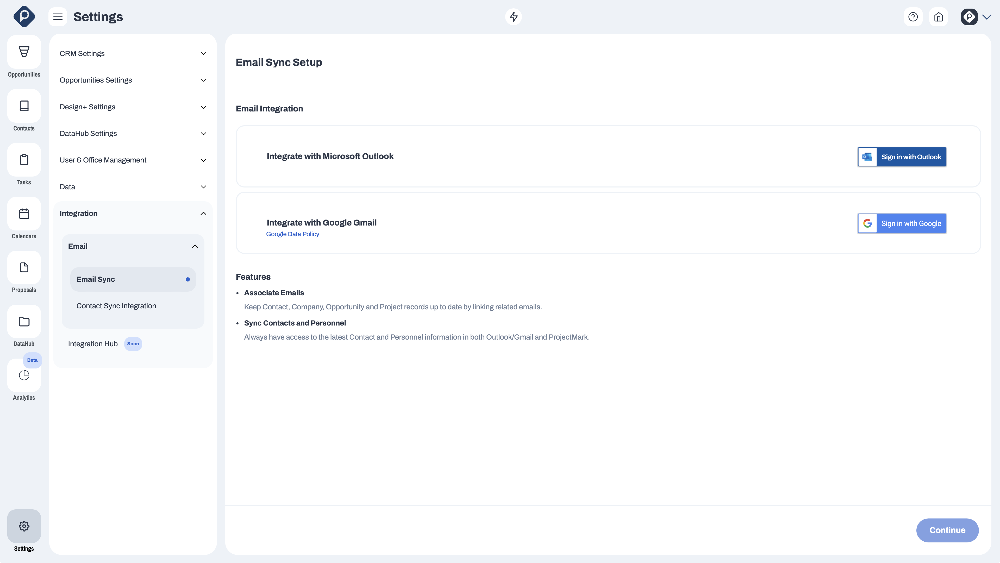 Settings
Opportunities
Contacts
Tasks
Calendars
Proposals
DataHub
Beta
Analytics
Settings
CRM Settings
Opportunities Settings
Design+ Settings
DataHub Settings
User & Office Management
Data
Integration
Email
Email Sync
Contact Sync Integration
Integration Hub Soon
Email Sync Setup
Email Integration
Integrate with Microsoft Outlook
Sign in with Outlook
Integrate with Google Gmail
Google Data Policy
Sign in with Google
Features
• Associate Emails
Keep Contact, Company, Opportunity and Project records up to date by linking related emails.
• Sync Contacts and Personnel
Always have access to the latest Contact and Personnel information in both Outlook/Gmail and ProjectMark.
Continue